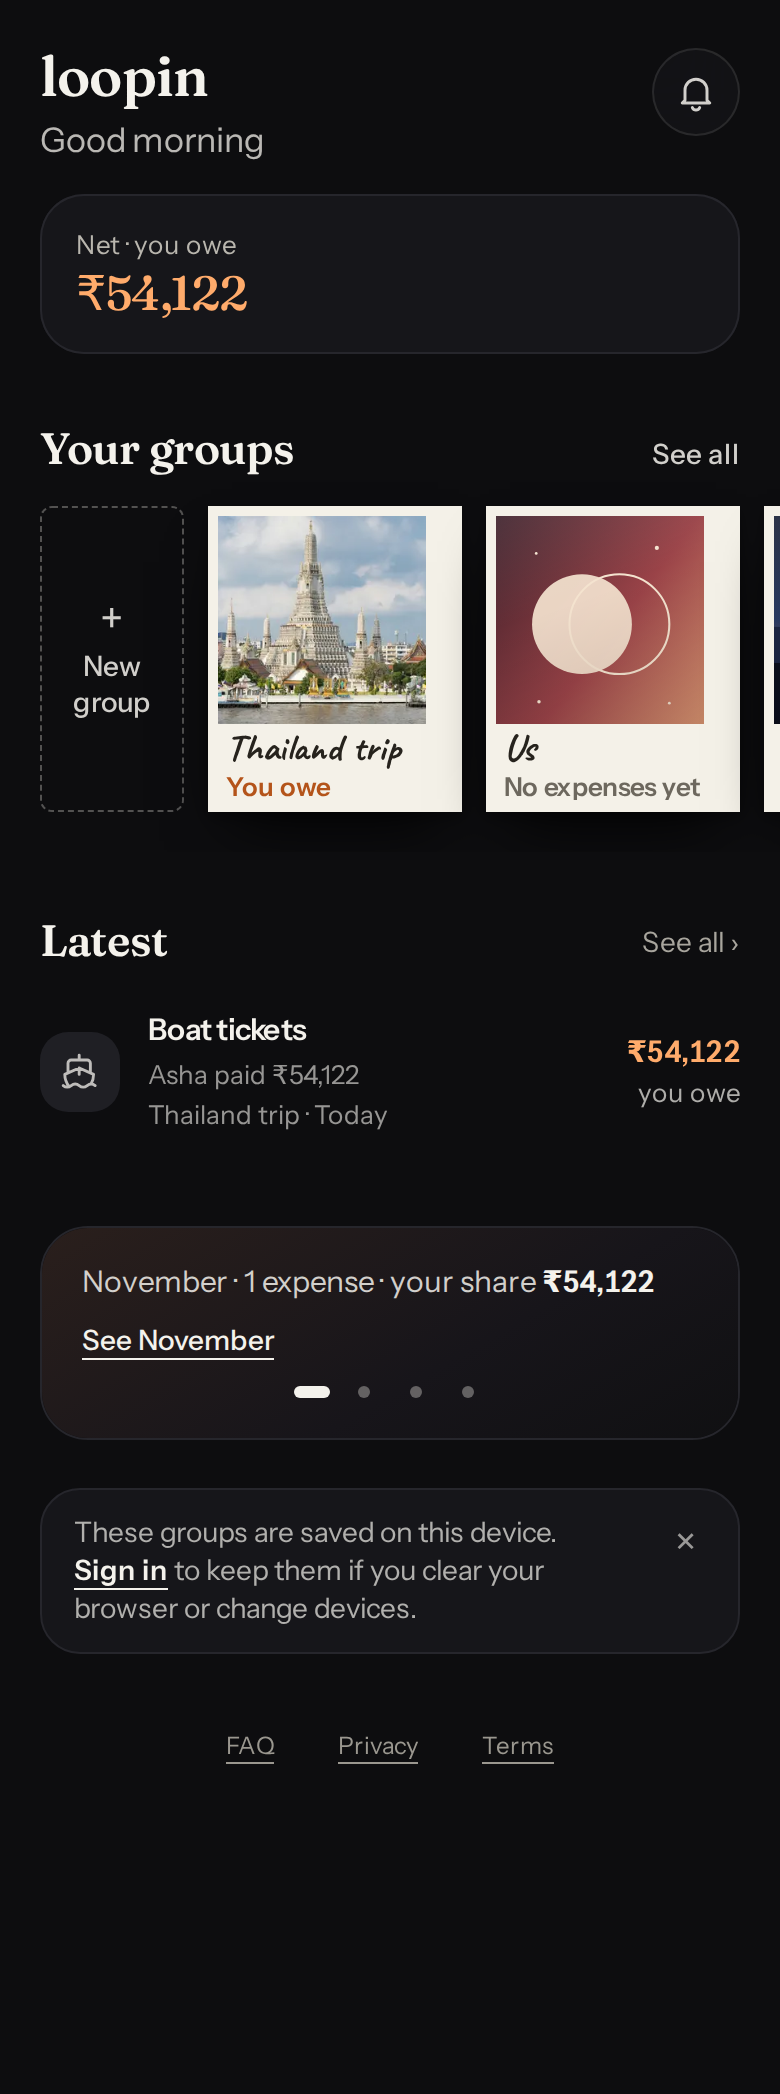 loopin
Good morning
Net · you owe
₹54,122
Your groups
See all
+
New
group
Thailand trip
You owe
Us
No expenses yet
Latest
See all ›
Boat tickets
Asha paid ₹54,122
Thailand trip · Today
₹54,122
you owe
November · 1 expense · your share ₹54,122
See November
These groups are saved on this device.
Sign in to keep them if you clear your
browser or change devices.
×
FAQ
Privacy
Terms